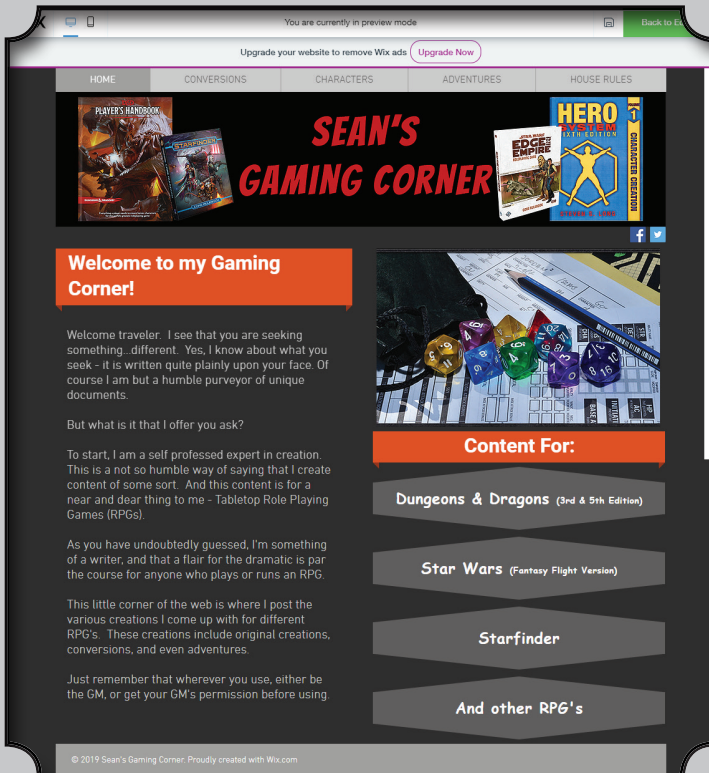 You are currently in preview mode
Back to E
Upgrade your website to remove Wix ads
Upgrade Now
HOME
CONVERSIONS
CHARACTERS
ADVENTURES
HOUSE RULES
PLAYER'S HANDBOOK
STARFINDER
SEAN'S
GAMING CORNER
STAR WARS
EDGE OF THE
EMPIRE
HERO
SYSTEM
SIXTH EDITION
1
CHARACTER CREATION
Welcome to my Gaming
Corner!
Welcome traveler. I see that you are seeking
something...different. Yes, I know about what you
seek - it is written quite plainly upon your face. Of
course I am but a humble purveyor of unique
documents.
But what is it that I offer you ask?
To start, I am a self professed expert in creation.
This is a not so humble way of saying that I create
content of some sort. And this content is for a
near and dear thing to me - Tabletop Role Playing
Games (RPGs).
As you have undoubtedly guessed, I'm something
of a writer, and that a flair for the dramatic is par
the course for anyone who plays or runs an RPG.
This little corner of the web is where I post the
various creations I come up with for different
RPG's. These creations include original creations,
conversions, and even adventures.
Just remember that wherever you use, either be
the GM, or get your GM's permission before using.
Content For:
Dungeons & Dragons (3rd & 5th Edition)
Star Wars (Fantasy Flight Version)
Starfinder
And other RPG's
© 2019 Sean's Gaming Corner. Proudly created with Wix.com